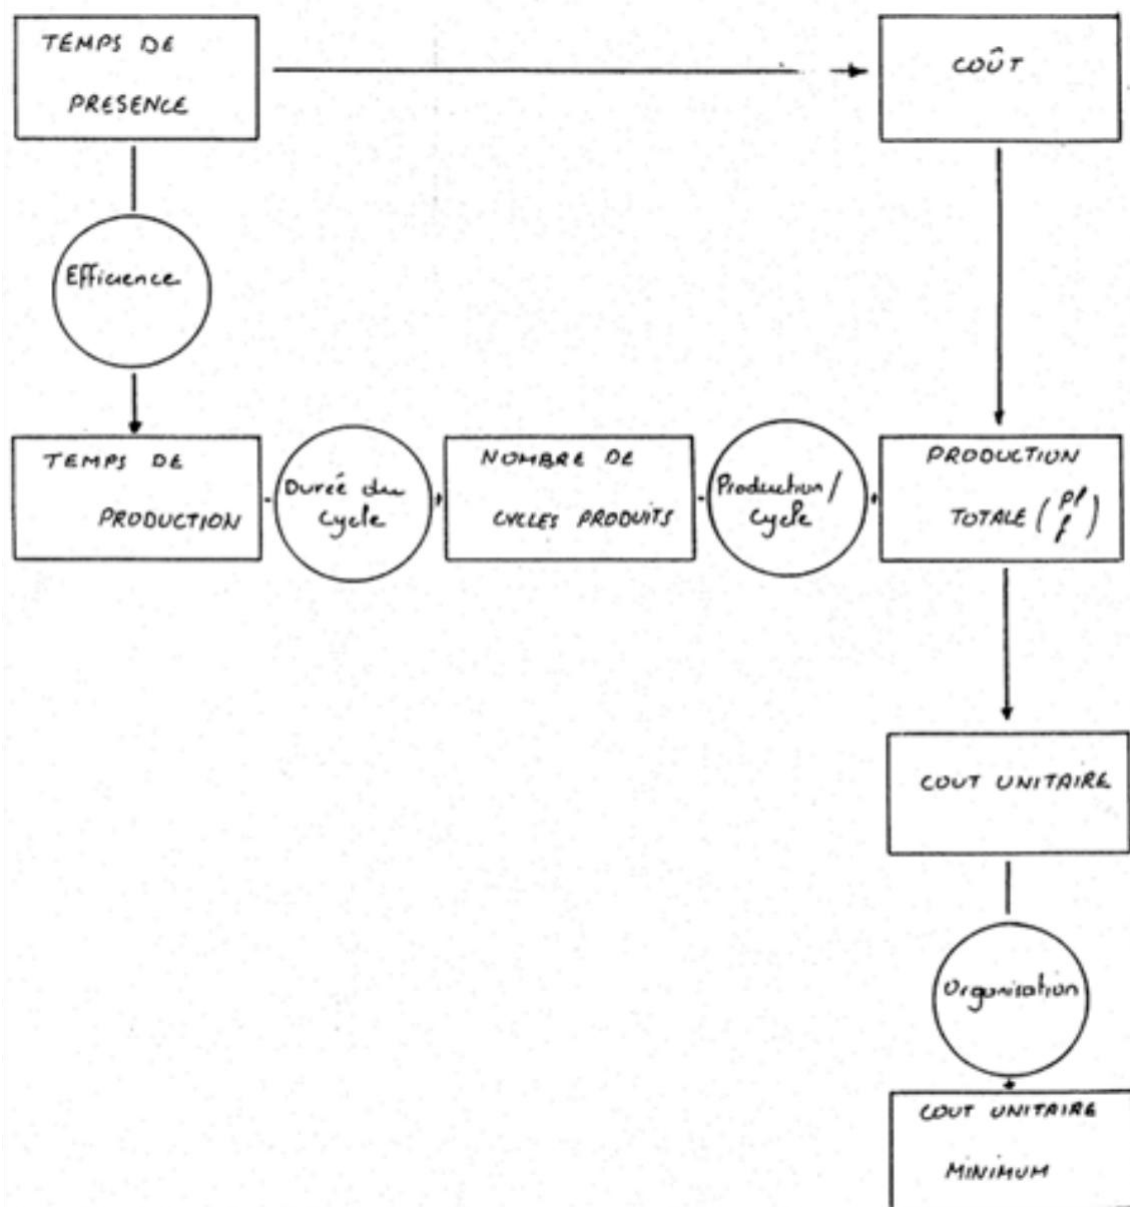 TEMPS DE
PRESENCE
COÛT
Efficience
TEMPS DE
PRODUCTION
Durée du
Cycle
NOMBRE DE
CYCLES PRODUITS
Production/
Cycle
PRODUCTION
TOTALE (
COUT UNITAIRE
Organisation
COUT UNITAIRE
MINIMUM